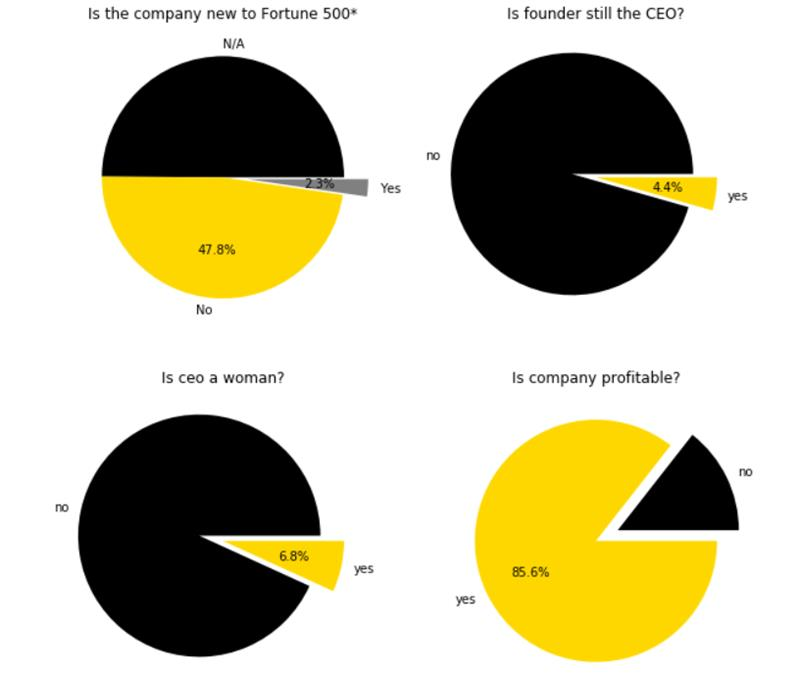 Is the company new to Fortune 500*
N/A
2.3%
Yes
47.8%
No
Is founder still the CEO?
no
4.4%
yes
Is ceo a woman?
no
6.8%
yes
Is company profitable?
no
85.6%
yes